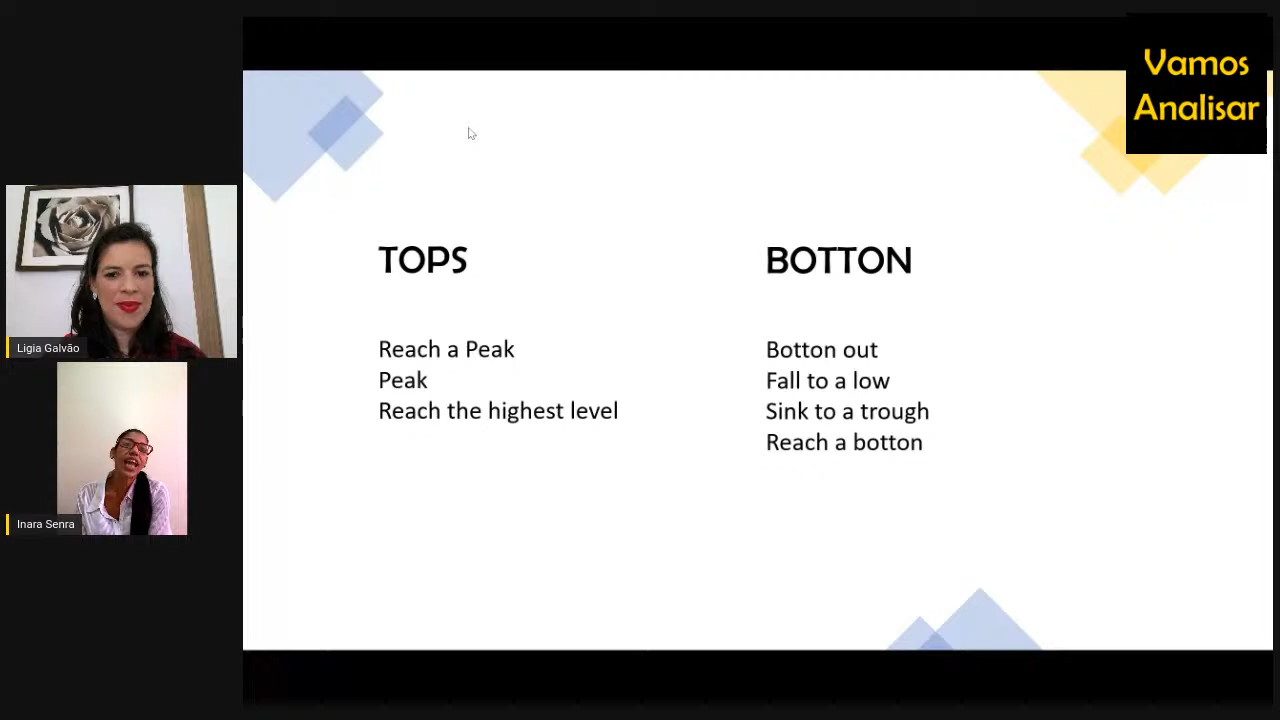 Vamos
Analisar
TOPS
Reach a Peak
Peak
Reach the highest level
BOTTON
Botton out
Fall to a low
Sink to a trough
Reach a botton
Ligia Galvão
Inara Senra